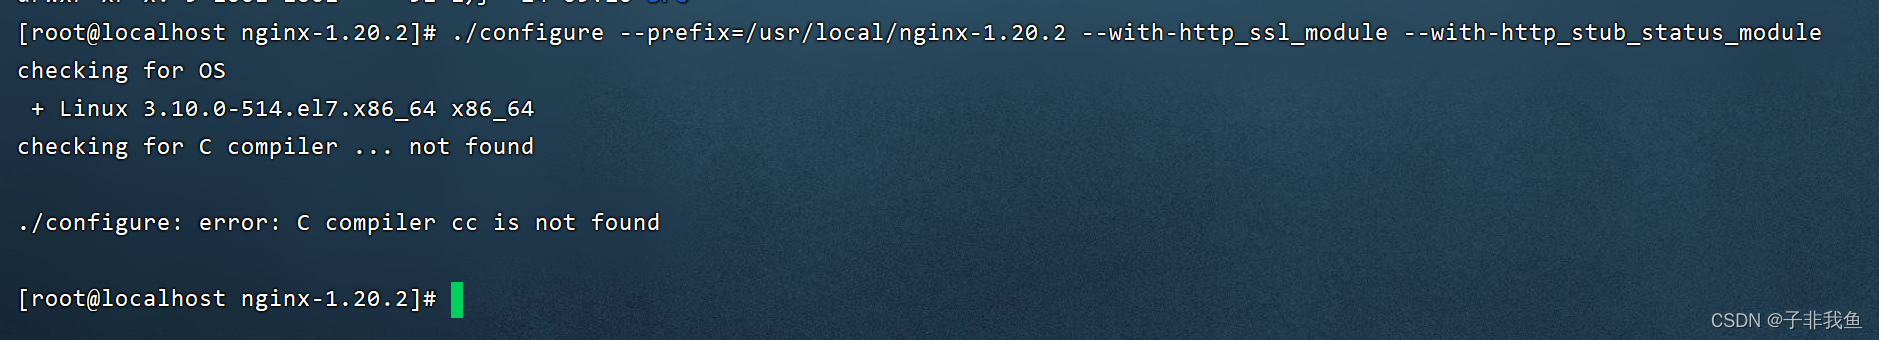 [root@localhost nginx-1.20.2]# ./configure --prefix=/usr/local/nginx-1.20.2 --with-http_ssl_module --with-http_stub_status_module
checking for OS
 + Linux 3.10.0-514.el7.x86_64 x86_64
checking for C compiler ... not found
./configure: error: C compiler cc is not found
[root@localhost nginx-1.20.2]#
CSDN @子非我鱼